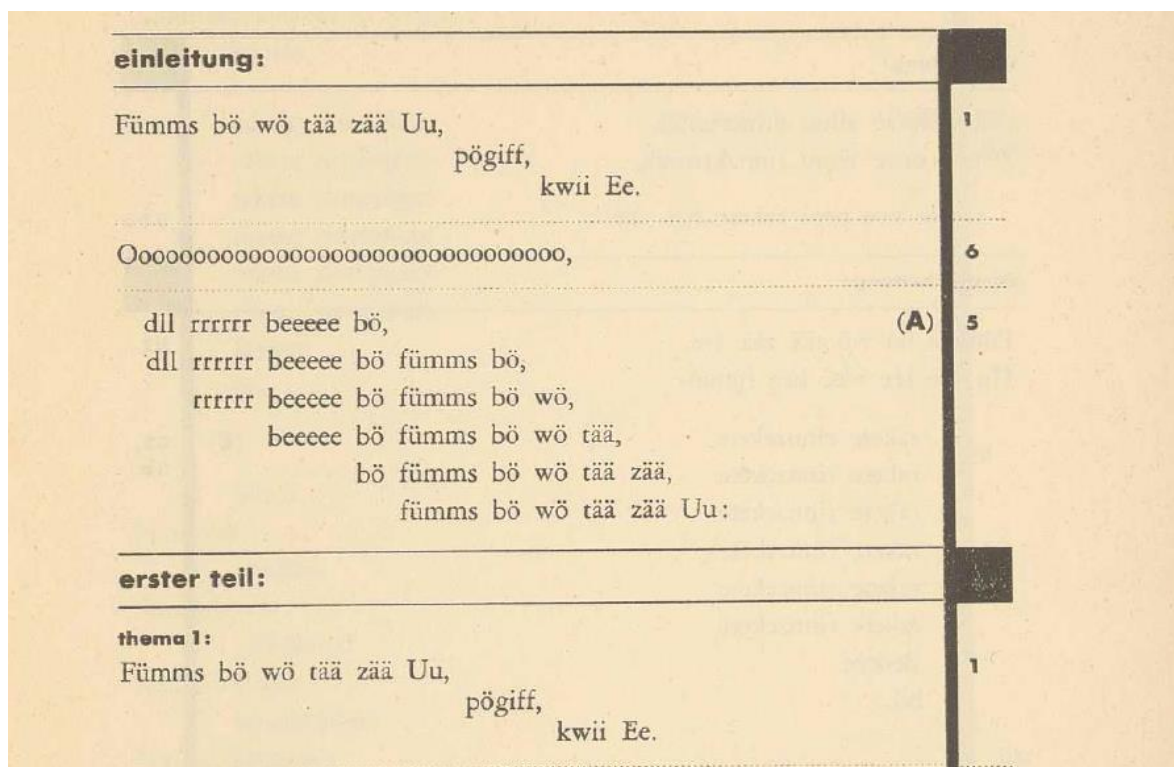 einleitung:
Fümms bö wö tää zää Uu, 1
pögiff,
kwii Ee.
Oooooooooooooooooooooooooooooooo, 6
dll rrrrrr beeeee bö, (A) 5
dll rrrrrr beeeee bö fümms bö,
rrrrrr beeeee bö fümms bö wö,
beeeee bö fümms bö wö tää,
bö fümms bö wö tää zää,
fümms bö wö tää zää Uu:
erster teil:
thema 1:
Fümms bö wö tää zää Uu, 1
pögiff,
kwii Ee.